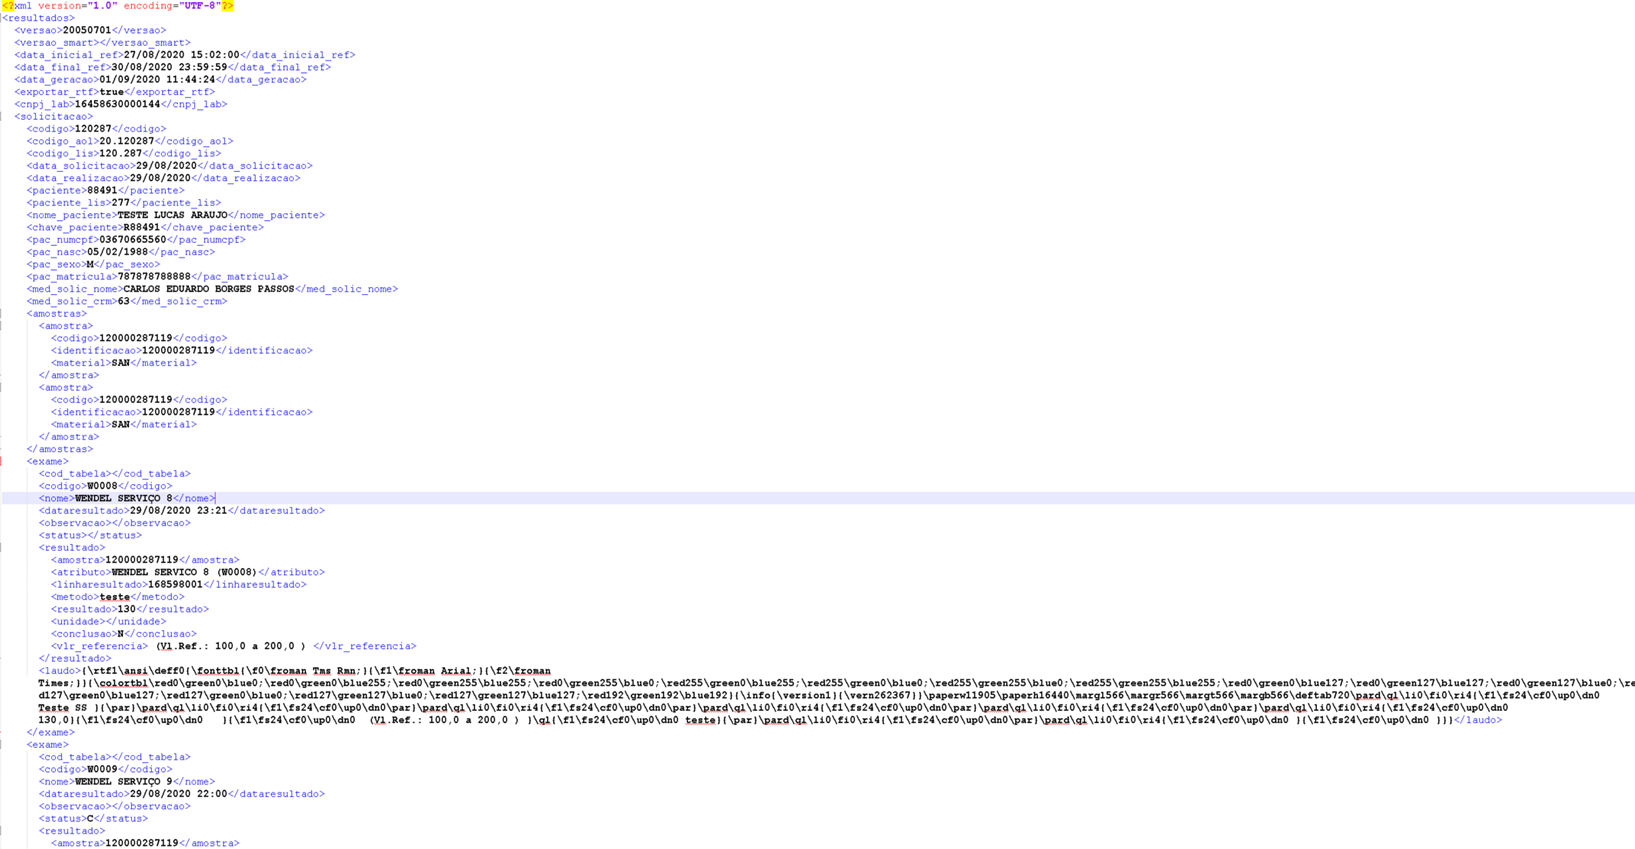 <?xml version="1.0" encoding="UTF-8"?>
<resultados>
<versao>20050701</versao>
<versao_smart></versao_smart>
<data_inicial_ref>27/08/2020 15:02:00</data_inicial_ref>
<data_final_ref>30/08/2020 23:59:59</data_final_ref>
<data_geracao>01/09/2020 11:44:24</data_geracao>
<exportar_rtf>true</exportar_rtf>
<cnpj_lab>16458630000144</cnpj_lab>
<solicitacao>
<codigo>120287</codigo>
<codigo_aol>20.120287</codigo_aol>
<codigo_lis>120.287</codigo_lis>
<data_solicitacao>29/08/2020</data_solicitacao>
<data_realizacao>29/08/2020</data_realizacao>
<paciente>88491</paciente>
<paciente_lis>277</paciente_lis>
<nome_paciente>TESTE LUCAS ARAUJO</nome_paciente>
<chave_paciente>R88491</chave_paciente>
<pac_numcpf>03670665560</pac_numcpf>
<pac_nasc>05/02/1988</pac_nasc>
<pac_sexo>M</pac_sexo>
<pac_matricula>787878788888</pac_matricula>
<med_solic_nome>CARLOS EDUARDO BORGES PASSOS</med_solic_nome>
<med_solic_crm>63</med_solic_crm>
<amostras>
<amostra>
<codigo>120000287119</codigo>
<identificacao>120000287119</identificacao>
<material>SAN</material>
</amostra>
<amostra>
<codigo>120000287119</codigo>
<identificacao>120000287119</identificacao>
<material>SAN</material>
</amostra>
</amostras>
<exame>
<cod_tabela></cod_tabela>
<codigo>W0008</codigo>
<nome>WENDEL SERVIÇO 8</nome>
<dataresultado>29/08/2020 23:21</dataresultado>
<observacao></observacao>
<status></status>
<resultado>
<amostra>120000287119</amostra>
<atributo>WENDEL SERVICO 8 (W0008)</atributo>
<linharesultado>168598001</linharesultado>
<metodo>teste</metodo>
<resultado>130</resultado>
<unidade></unidade>
<conclusao>N</conclusao>
<vlr_referencia> (Vl.Ref.: 100,0 a 200,0 ) </vlr_referencia>
</resultado>
<laudo>{\rtf1\ansi\deff0{\fonttbl{\f0\froman Tms Rmn;}{\f1\froman Arial;}{\f2\froman
Times;}}{\colortbl\red0\green0\blue0;\red0\green0\blue255;\red0\green255\blue255;\red0\green255\blue0;\red255\green0\blue255;\red255\green0\blue0;\red255\green255\blue0;\red255\green255\blue255;\red0\green0\blue127;\red0\green127\blue127;\red0\green127\blue0;\re
d127\green0\blue127;\red127\green0\blue0;\red127\green127\blue0;\red127\green127\blue127;\red192\green192\blue192}{\info{\version1}{\vern262367}}\paperw11905\paperh16440\margl566\margr566\margt566\margb566\deftab720\pard\ql\li0\fi0\ri4{\f1\fs24\cf0\up0\dn0
Teste SS }{\par}\pard\ql\li0\fi0\ri4{\f1\fs24\cf0\up0\dn0\par}\pard\ql\li0\fi0\ri4{\f1\fs24\cf0\up0\dn0\par}\pard\ql\li0\fi0\ri4{\f1\fs24\cf0\up0\dn0\par}\pard\ql\li0\fi0\ri4{\f1\fs24\cf0\up0\dn0
130,0}{\f1\fs24\cf0\up0\dn0   }{\f1\fs24\cf0\up0\dn0  (Vl.Ref.: 100,0 a 200,0 ) }\ql{\f1\fs24\cf0\up0\dn0 teste}{\par}\pard\ql\li0\fi0\ri4{\f1\fs24\cf0\up0\dn0\par}\pard\ql\li0\fi0\ri4{\f1\fs24\cf0\up0\dn0 }{\f1\fs24\cf0\up0\dn0 }}}</laudo>
</exame>
<exame>
<cod_tabela></cod_tabela>
<codigo>W0009</codigo>
<nome>WENDEL SERVIÇO 9</nome>
<dataresultado>29/08/2020 22:00</dataresultado>
<observacao></observacao>
<status>C</status>
<resultado>
<amostra>120000287119</amostra>